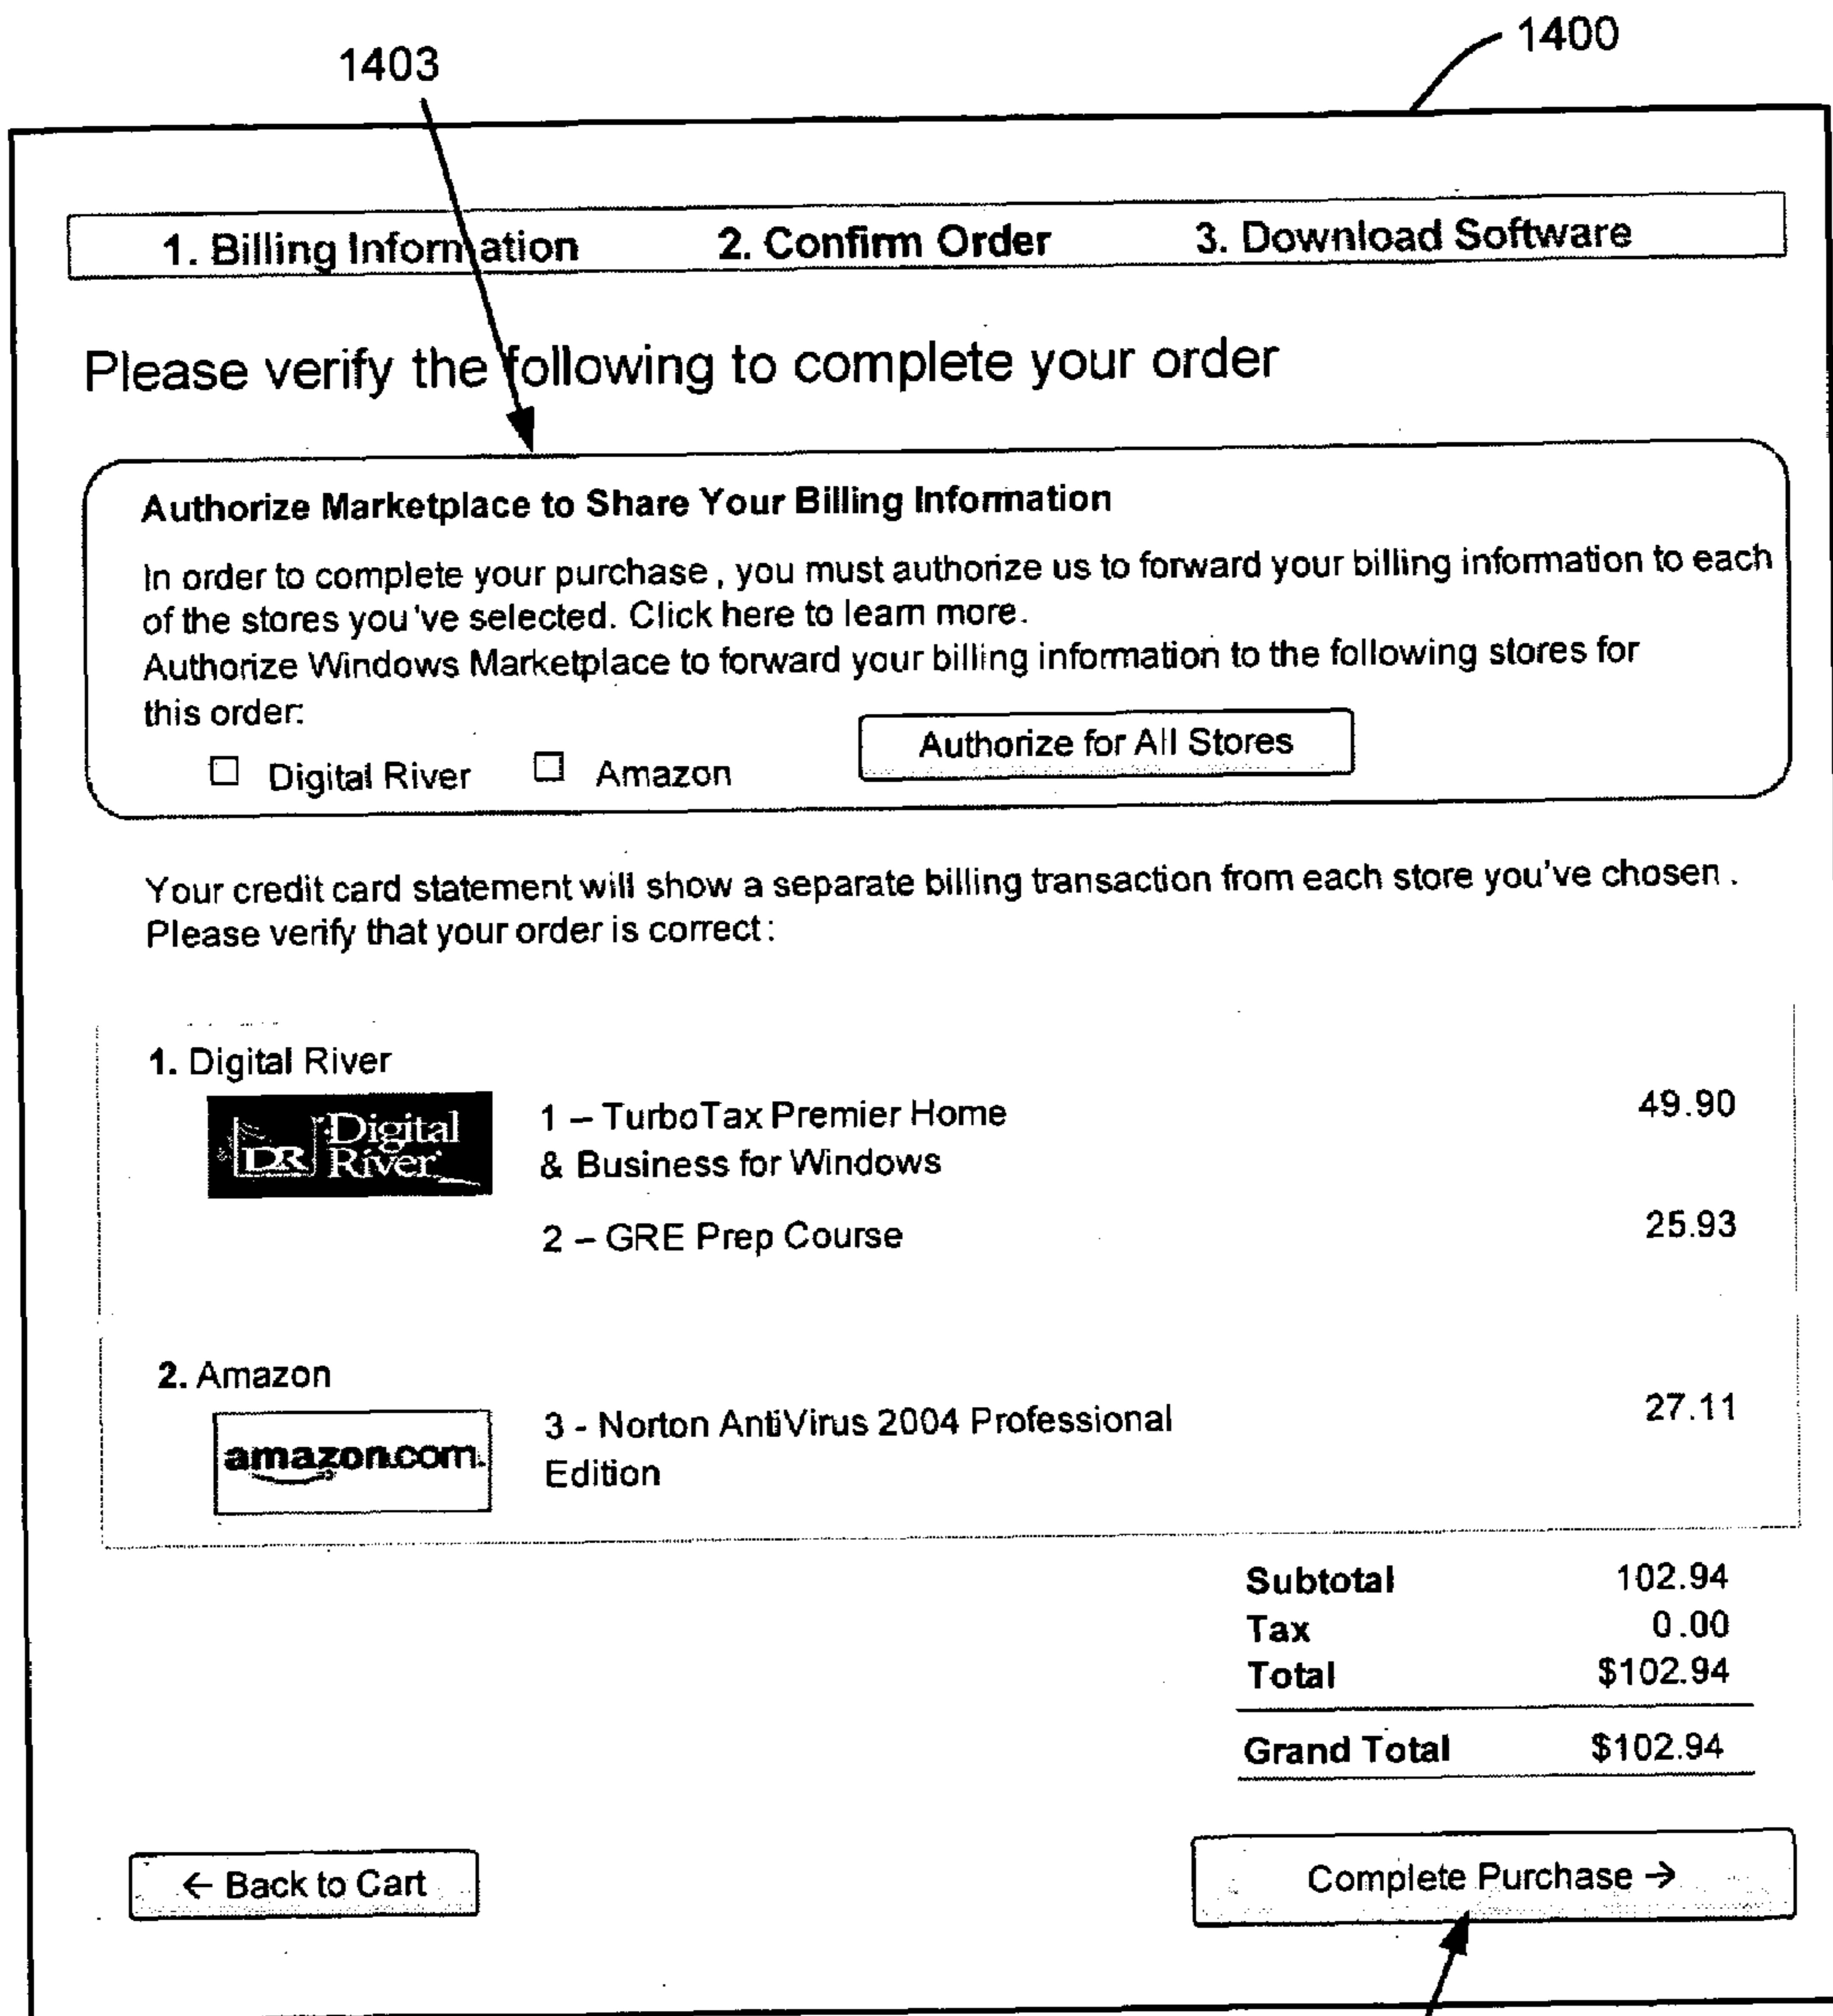 1403
1400
1. Billing Information 2. Confirm Order 3. Download Software
Please verify the following to complete your order
Authorize Marketplace to Share Your Billing Information
In order to complete your purchase , you must authorize us to forward your billing information to each
of the stores you've selected. Click here to learn more.
Authorize Windows Marketplace to forward your billing information to the following stores for
this order:
Digital River Amazon Authorize for All Stores
Your credit card statement will show a separate billing transaction from each store you've chosen .
Please verify that your order is correct:
1. Digital River
DR Digital River
1 – TurboTax Premier Home 49.90
& Business for Windows
2 – GRE Prep Course 25.93
2. Amazon
amazon.com.
3 - Norton AntiVirus 2004 Professional 27.11
Edition
Subtotal 102.94
Tax 0.00
Total $102.94
Grand Total $102.94
← Back to Cart Complete Purchase →